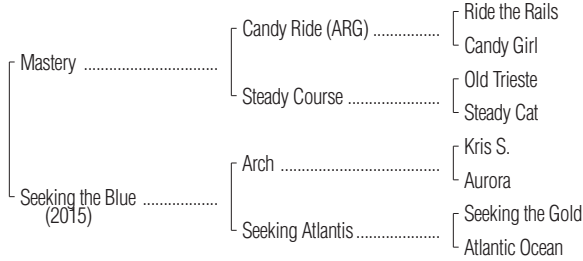 Ride the Rails
Candy Ride (ARG) ................
Candy Girl
Mastery ................................
Old Trieste
Steady Course ......................
Steady Cat
Kris S.
Arch ......................................
Aurora
Seeking the Blue ..................
(2015)
Seeking the Gold
Seeking Atlantis....................
Atlantic Ocean